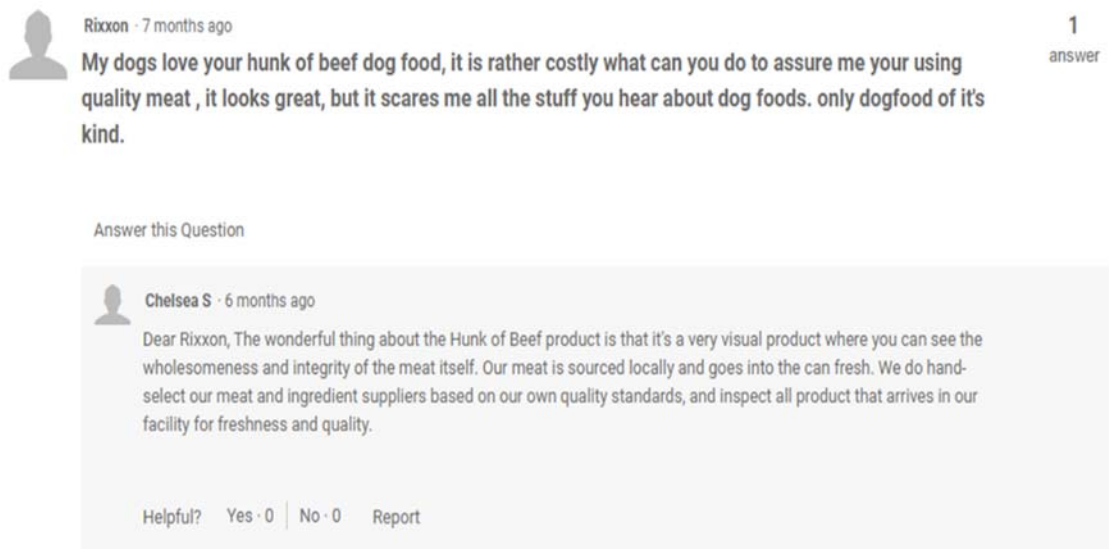 Rixxon · 7 months ago
1
answer
My dogs love your hunk of beef dog food, it is rather costly what can you do to assure me your using
quality meat , it looks great, but it scares me all the stuff you hear about dog foods. only dogfood of it's
kind.
Answer this Question
Chelsea S · 6 months ago
Dear Rixxon, The wonderful thing about the Hunk of Beef product is that it's a very visual product where you can see the
wholesomeness and integrity of the meat itself. Our meat is sourced locally and goes into the can fresh. We do hand-
select our meat and ingredient suppliers based on our own quality standards, and inspect all product that arrives in our
facility for freshness and quality.
Helpful? Yes · 0 No · 0 Report